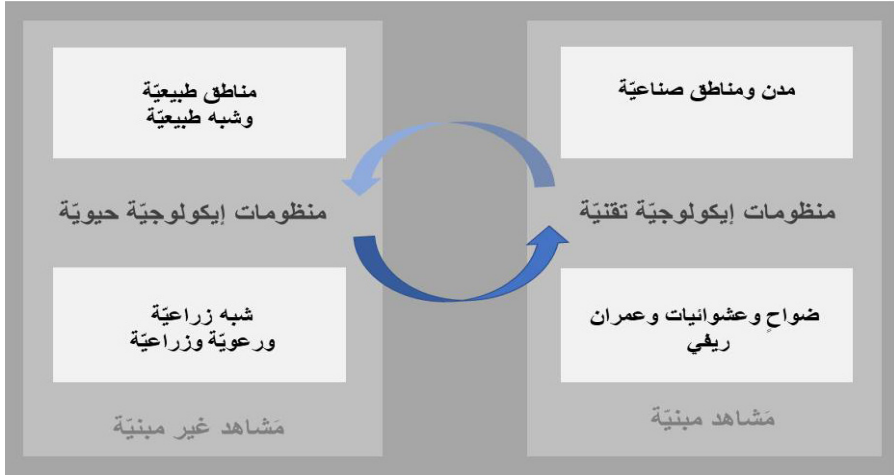 مدن ومناطق صناعيّة
منظومات إيكولوجيّة تقنيّة
ضواحٍ وعشوائيات وعمران
ريفي
مَشاهد مبنيّة
مناطق طبيعيّة
وشبه طبيعيّة
منظومات إيكولوجيّة حيويّة
شبه زراعيّة
ورعويّة وزراعيّة
مَشاهد غير مبنيّة